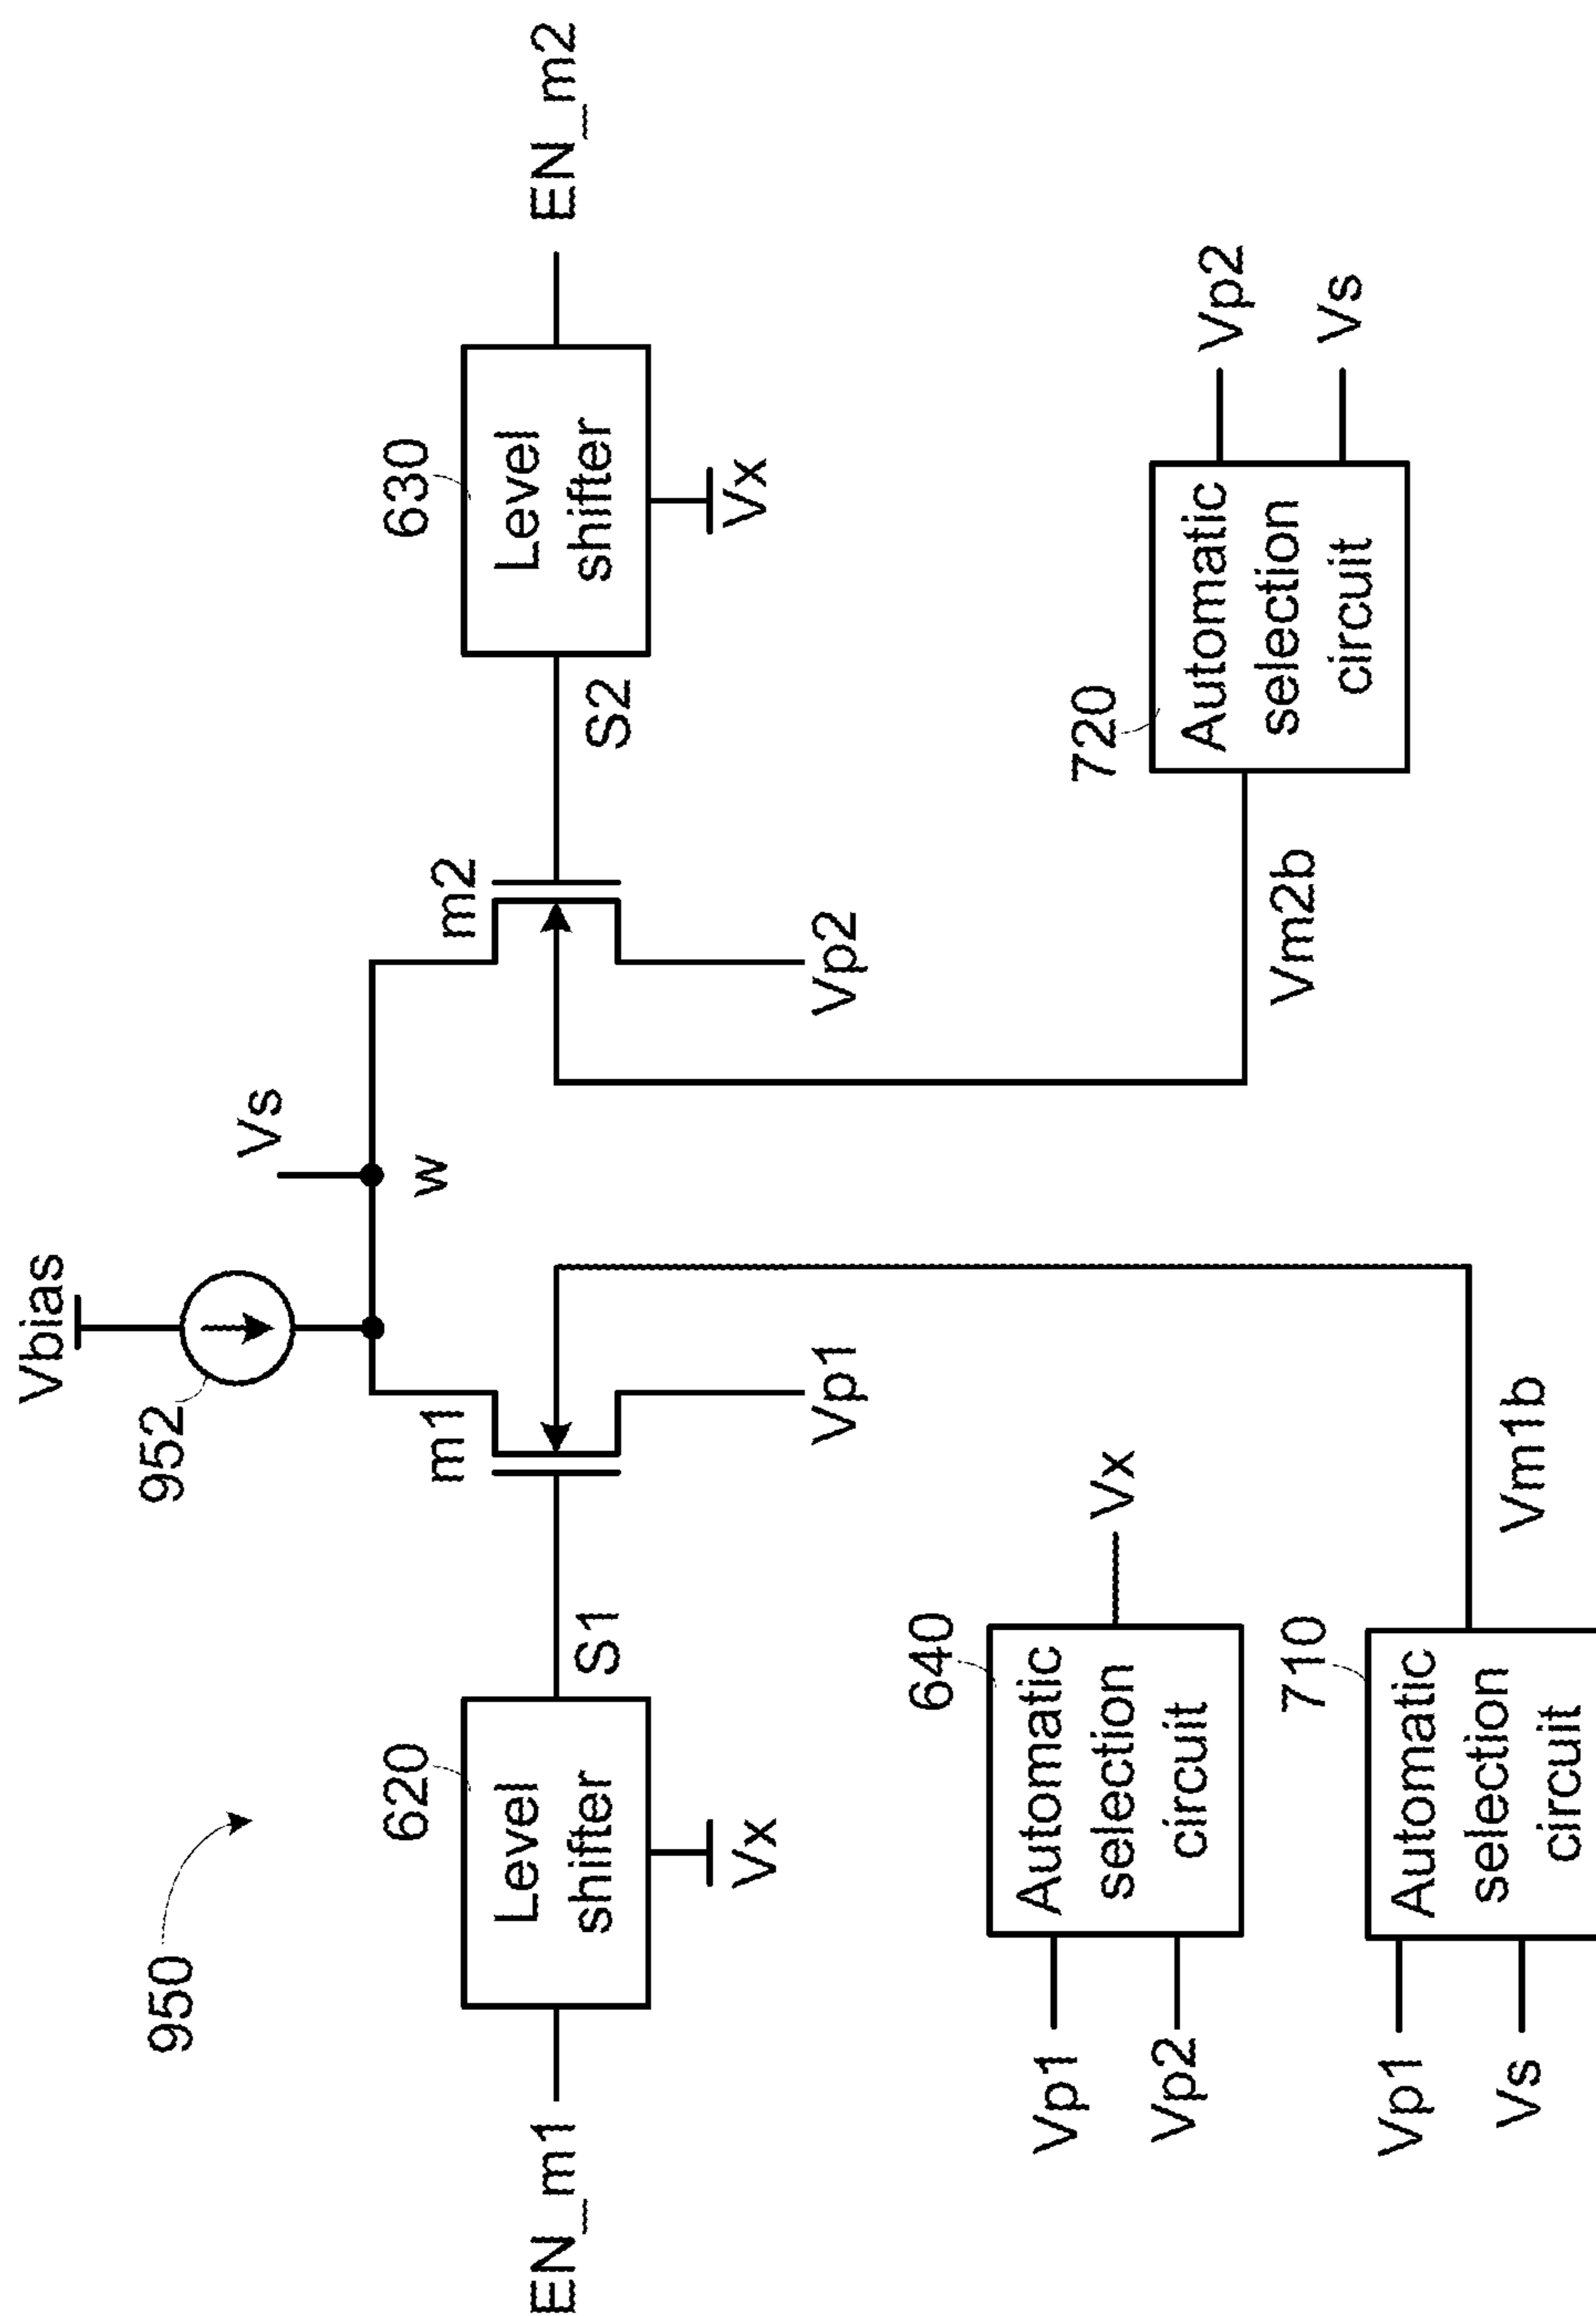 950
Vbias
952
Vs
w
m1
m2
EN_m1
620
Level
shifter
Vx
S1
Vp1
Vp2
S2
630
Level
shifter
Vx
EN_m2
Vp1
Vp2
640
Automatic
selection
circuit
Vx
Vp1
Vs
710
Automatic
selection
circuit
Vm1b
Vm2b
720
Automatic
selection
circuit
Vp2
Vs